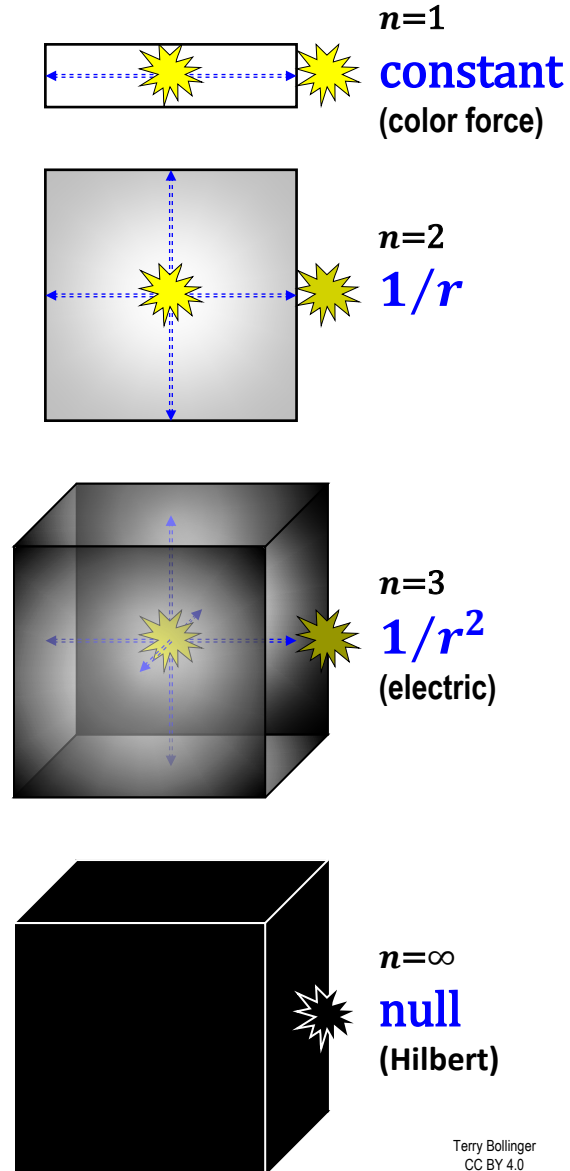 n=1
constant
(color force)
n=2
1/r
n=3
1/r²
(electric)
n=∞
null
(Hilbert)
Terry Bollinger
CC BY 4.0